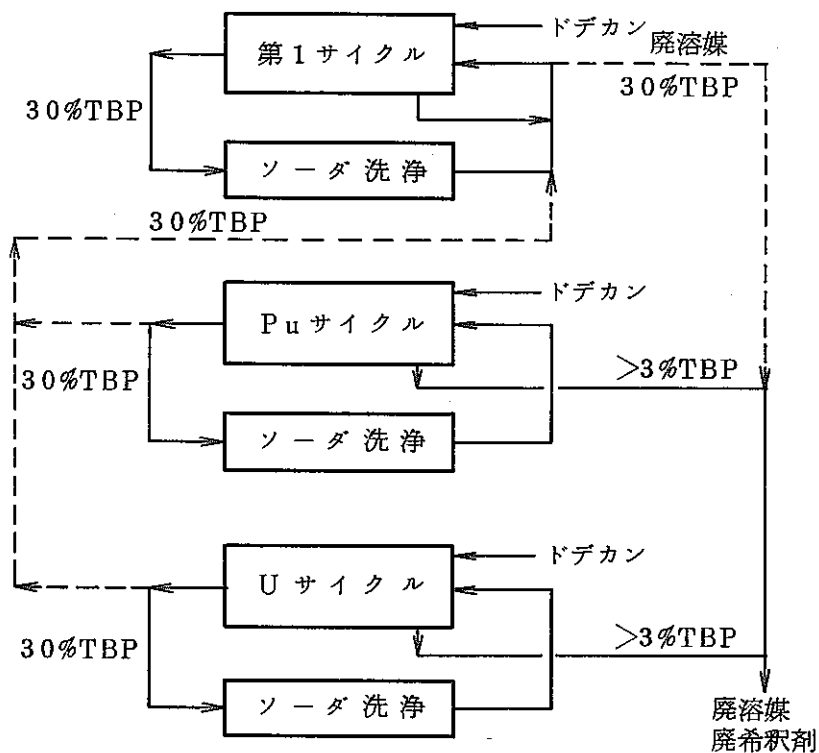 ドデカン
廃溶媒
第1サイクル
30%TBP
30%TBP
ソーダ洗浄
30%TBP
ドデカン
Puサイクル
>3%TBP
30%TBP
ソーダ洗浄
ドデカン
Uサイクル
>3%TBP
30%TBP
ソーダ洗浄
廃溶媒
廃希釈剤